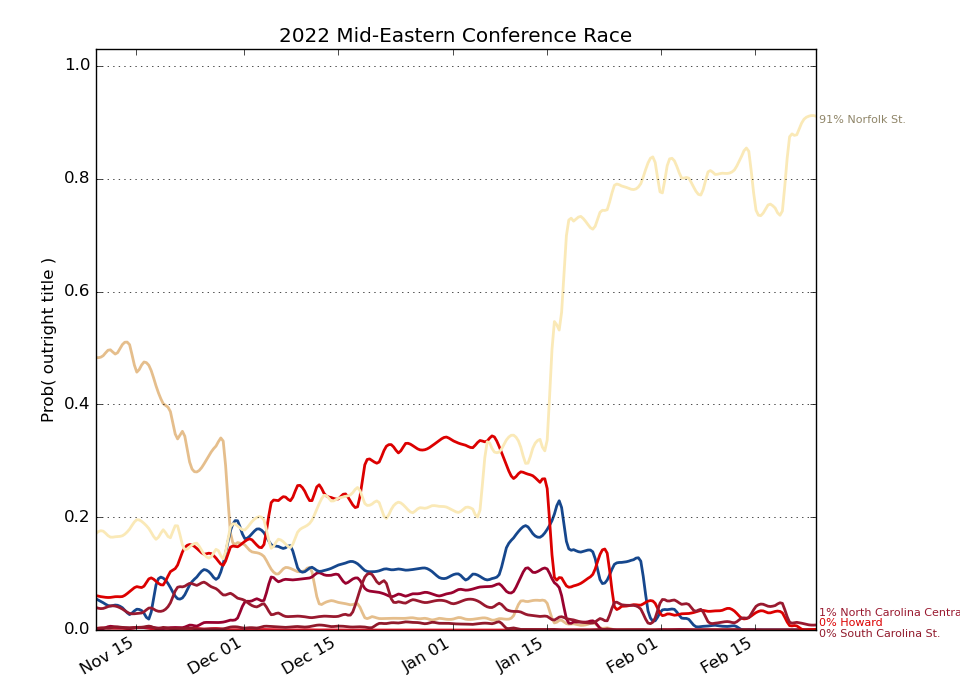 2022 Mid-Eastern Conference Race
Prob( outright title )
1.0
0.8
0.6
0.4
0.2
0.0
Nov 15
Dec 01
Dec 15
Jan 01
Jan 15
Feb 01
Feb 15
91% Norfolk St.
1% North Carolina Centra
0% Howard
0% South Carolina St.